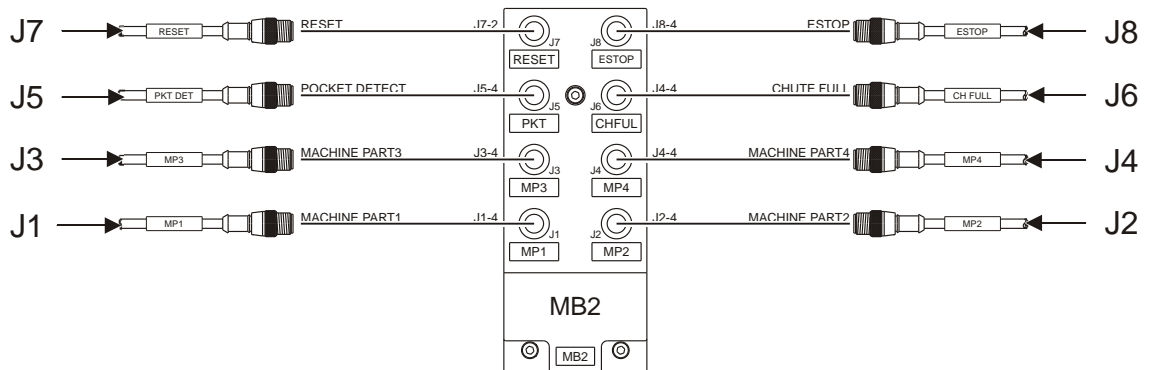 J7 RESET RESET J7-2 J7 J8 J8-4 ESTOP ESTOP J8
RESET ESTOP
J5 PKT DET POCKET DETECT J5-4 J5 J6 J4-4 CHUTE FULL CH FULL J6
PKT CHFUL
J3 MP3 MACHINE PART3 J3-4 J3 J4 J4-4 MACHINE PART4 MP4 J4
MP3 MP4
J1 MP1 MACHINE PART1 J1-4 J1 J2 J2-4 MACHINE PART2 MP2 J2
MP1 MP2
MB2
MB2